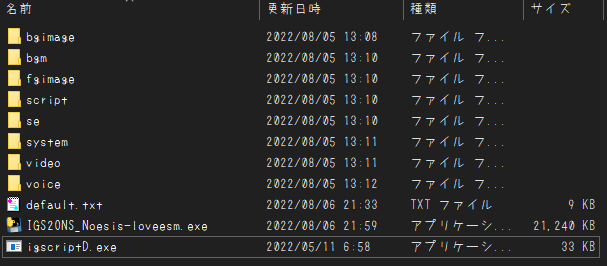 名前 更新日時 種類 サイズ
bgimage 2022/08/05 13:08 ファイル フ...
bgm 2022/08/05 13:10 ファイル フ...
fgimage 2022/08/05 13:10 ファイル フ...
script 2022/08/05 13:10 ファイル フ...
se 2022/08/05 13:10 ファイル フ...
system 2022/08/05 13:11 ファイル フ...
video 2022/08/05 13:11 ファイル フ...
voice 2022/08/05 13:12 ファイル フ...
default.txt 2022/08/06 21:33 TXT ファイル 9 KB
IGS2ONS_Noesis-loveesm.exe 2022/08/06 21:59 アプリケーシ... 21,240 KB
igscriptD.exe 2022/05/11 6:58 アプリケーシ... 33 KB